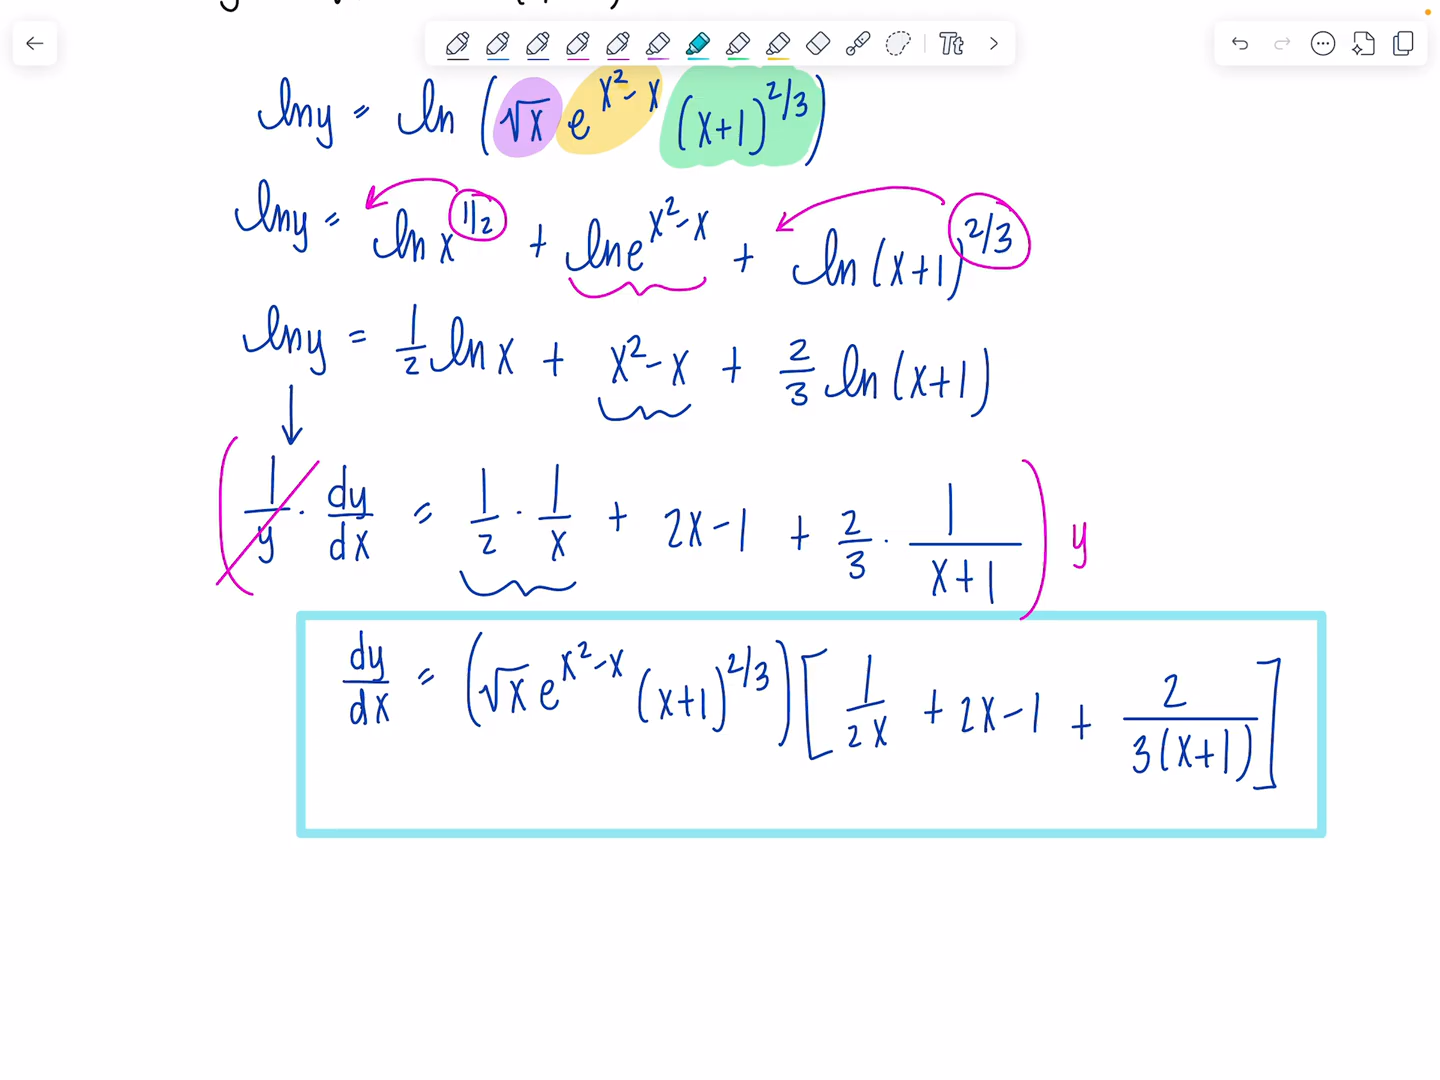 Tt
ln y = ln (√x e^{x²-x} (x+1)^{2/3})
ln y = ln x^{1/2} + ln e^{x²-x} + ln (x+1)^{2/3}
ln y = 1/2 ln x + x²-x + 2/3 ln (x+1)
(1/y · dy/dx = 1/2 · 1/x + 2x-1 + 2/3 · 1/(x+1)) y
dy/dx = (√x e^{x²-x} (x+1)^{2/3}) [1/2x + 2x-1 + 2/3(x+1)]